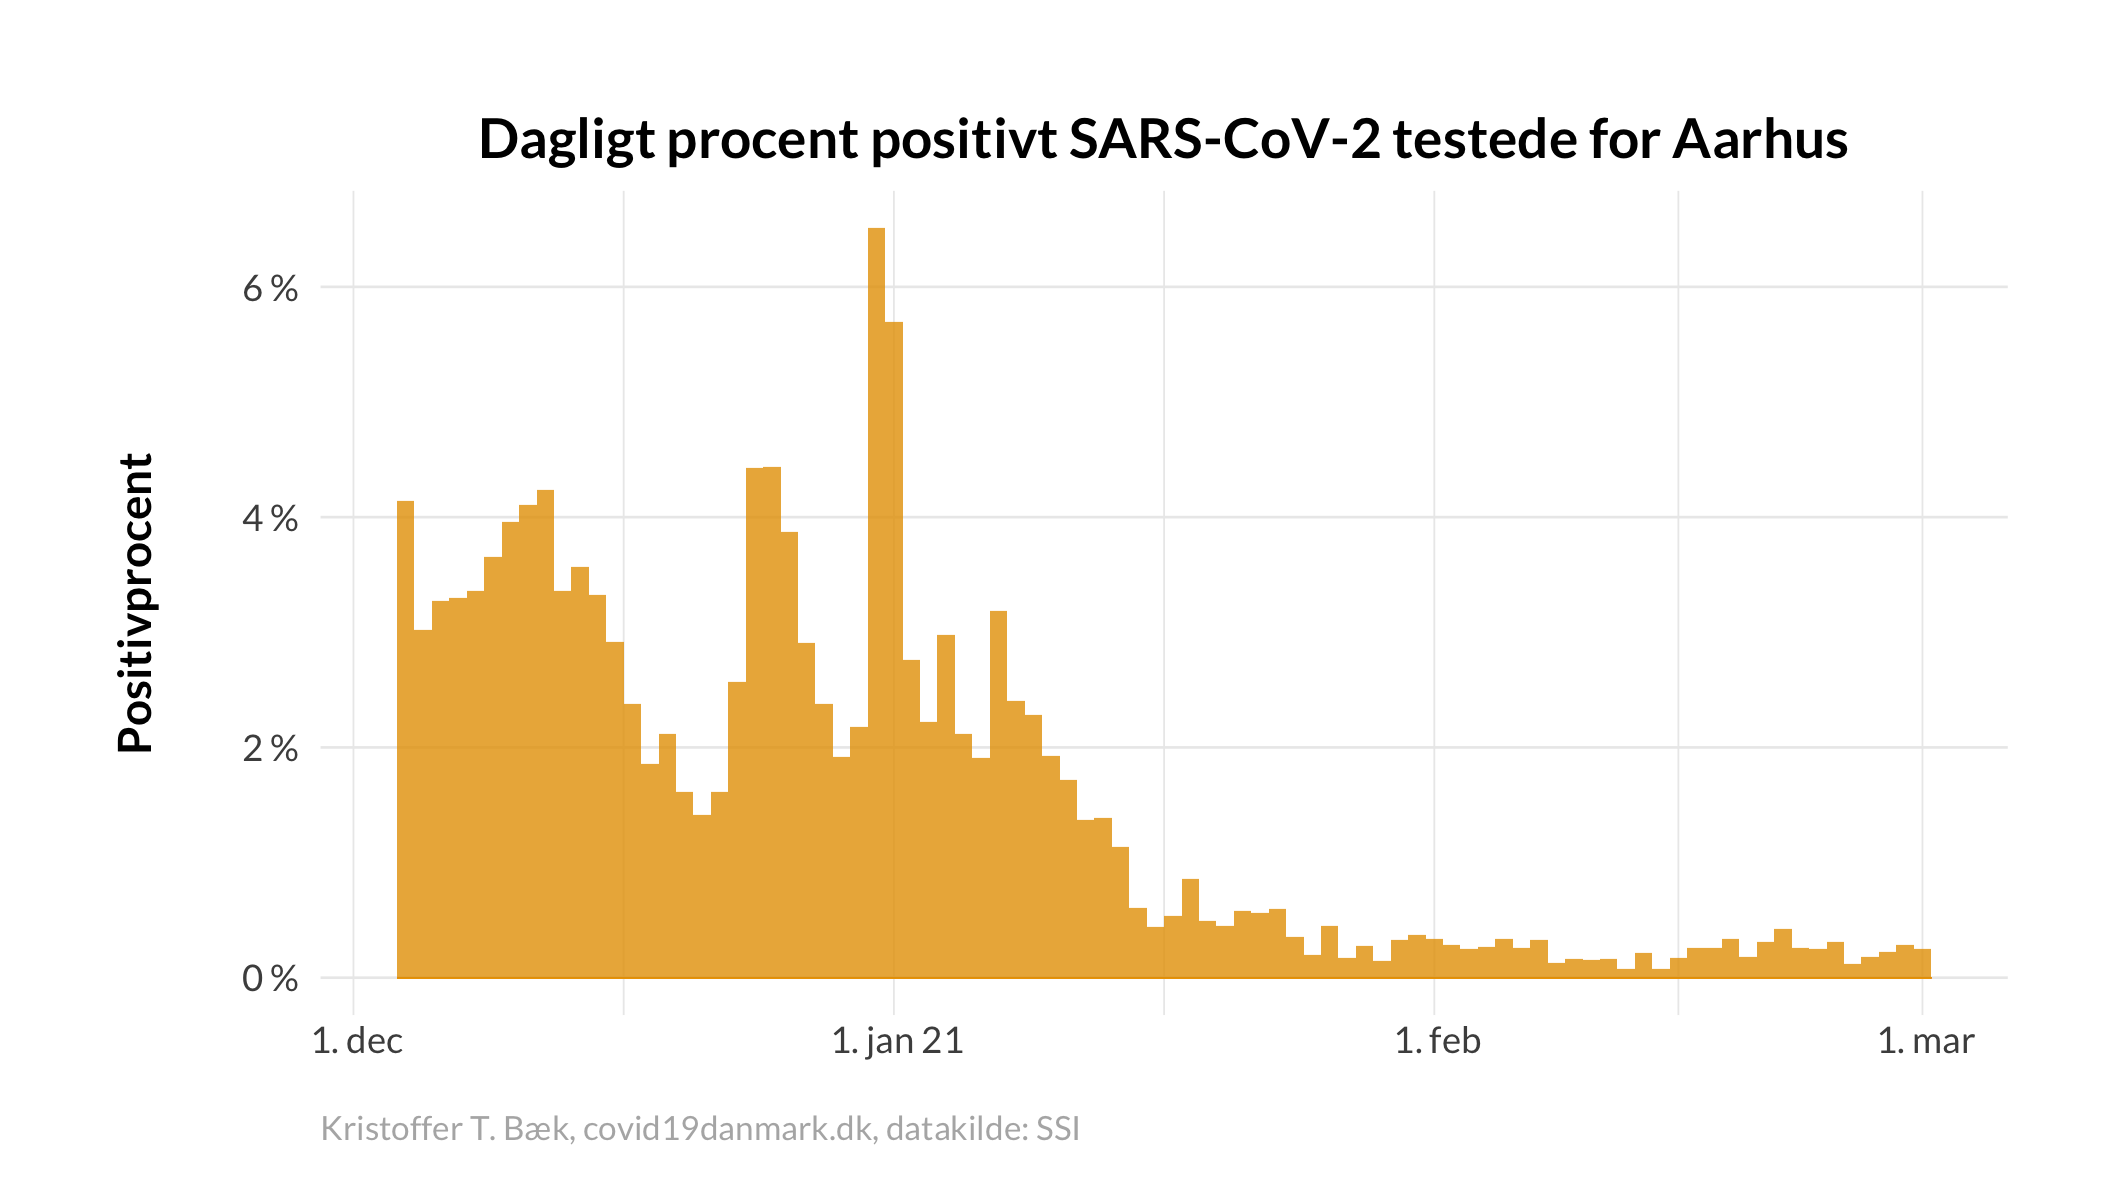 Dagligt procent positivt SARS-CoV-2 testede for Aarhus
Positivprocent
6 %
4 %
2 %
0 %
1. dec
1. jan 21
1. feb
1. mar
Kristoffer T. Bæk, covid19danmark.dk, datakilde: SSI